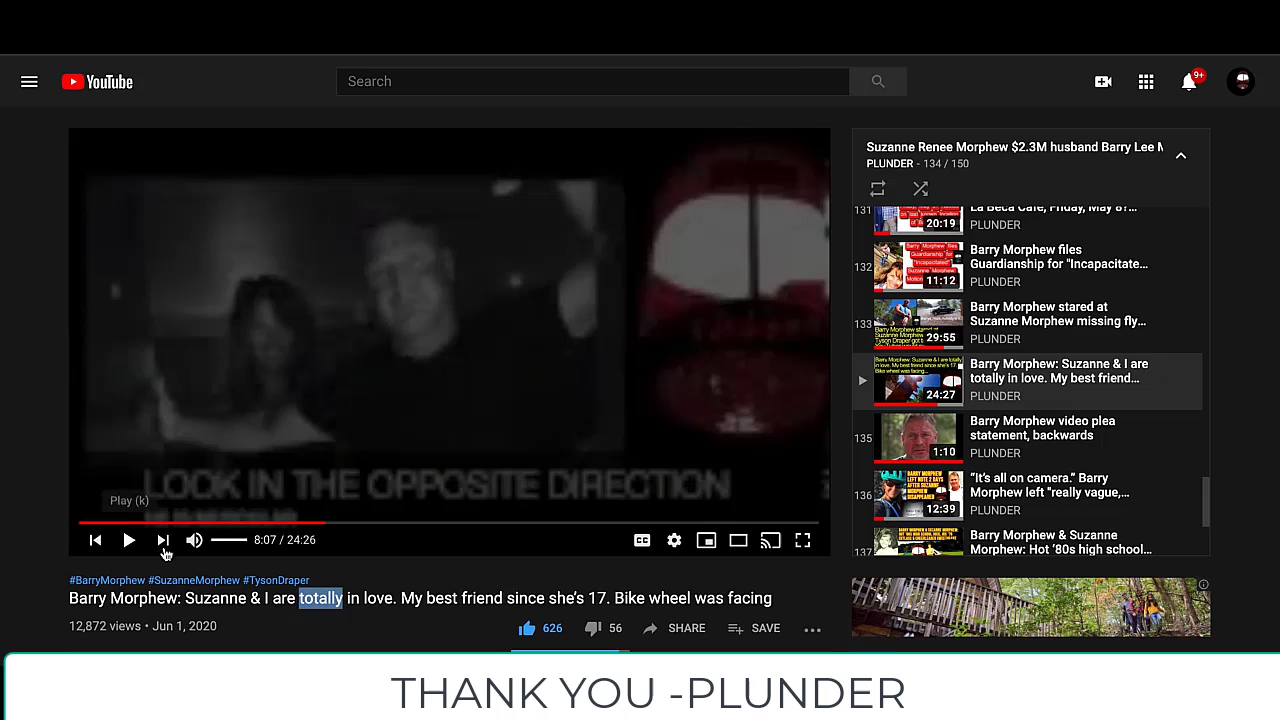 YouTube
Search
9+
Suzanne Renee Morphew $2.3M husband Barry Lee M
PLUNDER - 134 / 150
131
La Beca Cafe, Friday, May 8?...
20:19
PLUNDER
132
Barry Morphew files
Guardianship for "Incapacitate...
11:12
PLUNDER
133
Barry Morphew stared at
Suzanne Morphew missing fly...
29:55
PLUNDER
Barry Morphew: Suzanne & I are
totally in love. My best friend...
24:27
PLUNDER
135
Barry Morphew video plea
statement, backwards
1:10
PLUNDER
136
“It’s all on camera.” Barry
Morphew left "really vague,...
12:39
PLUNDER
137
Barry Morphew & Suzanne
Morphew: Hot ’80s high school...
LOOK IN THE OPPOSITE DIRECTION
Play (k)
8:07 / 24:26
#BarryMorphew #SuzanneMorphew #TysonDraper
Barry Morphew: Suzanne & I are totally in love. My best friend since she’s 17. Bike wheel was facing
12,872 views • Jun 1, 2020
626
56
SHARE
SAVE
THANK YOU -PLUNDER